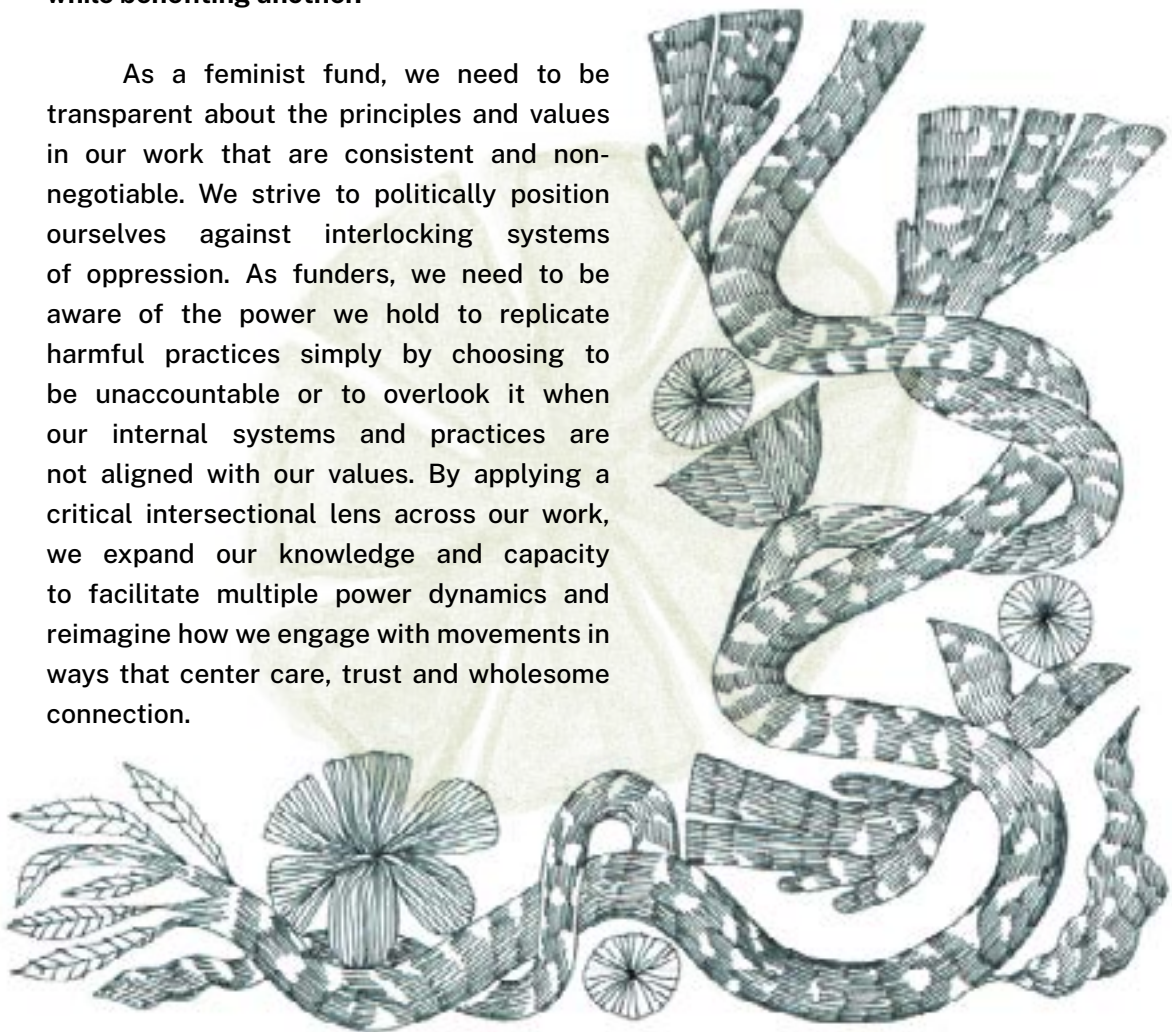 while benefiting another.
As a feminist fund, we need to be
transparent about the principles and values
in our work that are consistent and non-
negotiable. We strive to politically position
ourselves against interlocking systems
of oppression. As funders, we need to be
aware of the power we hold to replicate
harmful practices simply by choosing to
be unaccountable or to overlook it when
our internal systems and practices are
not aligned with our values. By applying a
critical intersectional lens across our work,
we expand our knowledge and capacity
to facilitate multiple power dynamics and
reimagine how we engage with movements in
ways that center care, trust and wholesome
connection.